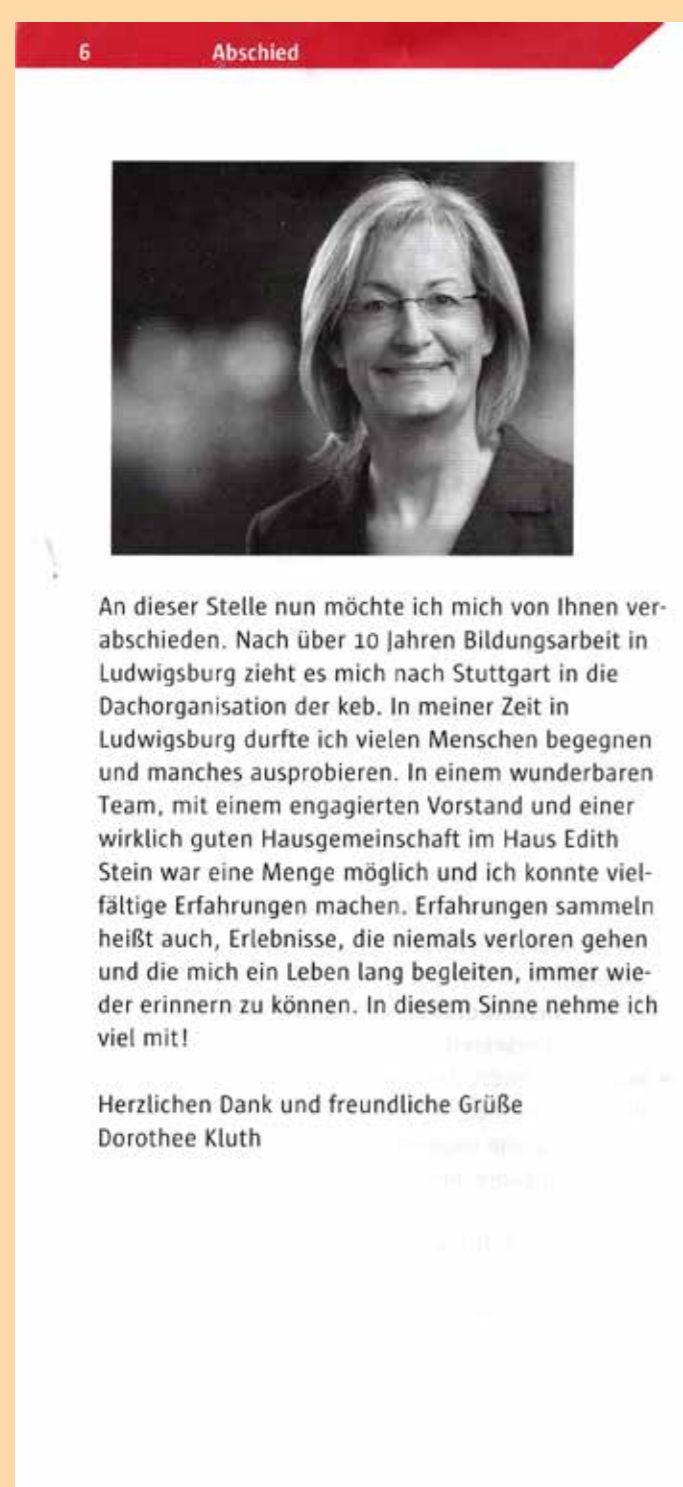 6 Abschied
An dieser Stelle nun möchte ich mich von Ihnen ver-
abschieden. Nach über 10 Jahren Bildungsarbeit in
Ludwigsburg zieht es mich nach Stuttgart in die
Dachorganisation der keb. In meiner Zeit in
Ludwigsburg durfte ich vielen Menschen begegnen
und manches ausprobieren. In einem wunderbaren
Team, mit einem engagierten Vorstand und einer
wirklich guten Hausgemeinschaft im Haus Edith
Stein war eine Menge möglich und ich konnte viel-
fältige Erfahrungen machen. Erfahrungen sammeln
heißt auch, Erlebnisse, die niemals verloren gehen
und die mich ein Leben lang begleiten, immer wie-
der erinnern zu können. In diesem Sinne nehme ich
viel mit!
Herzlichen Dank und freundliche Grüße
Dorothee Kluth